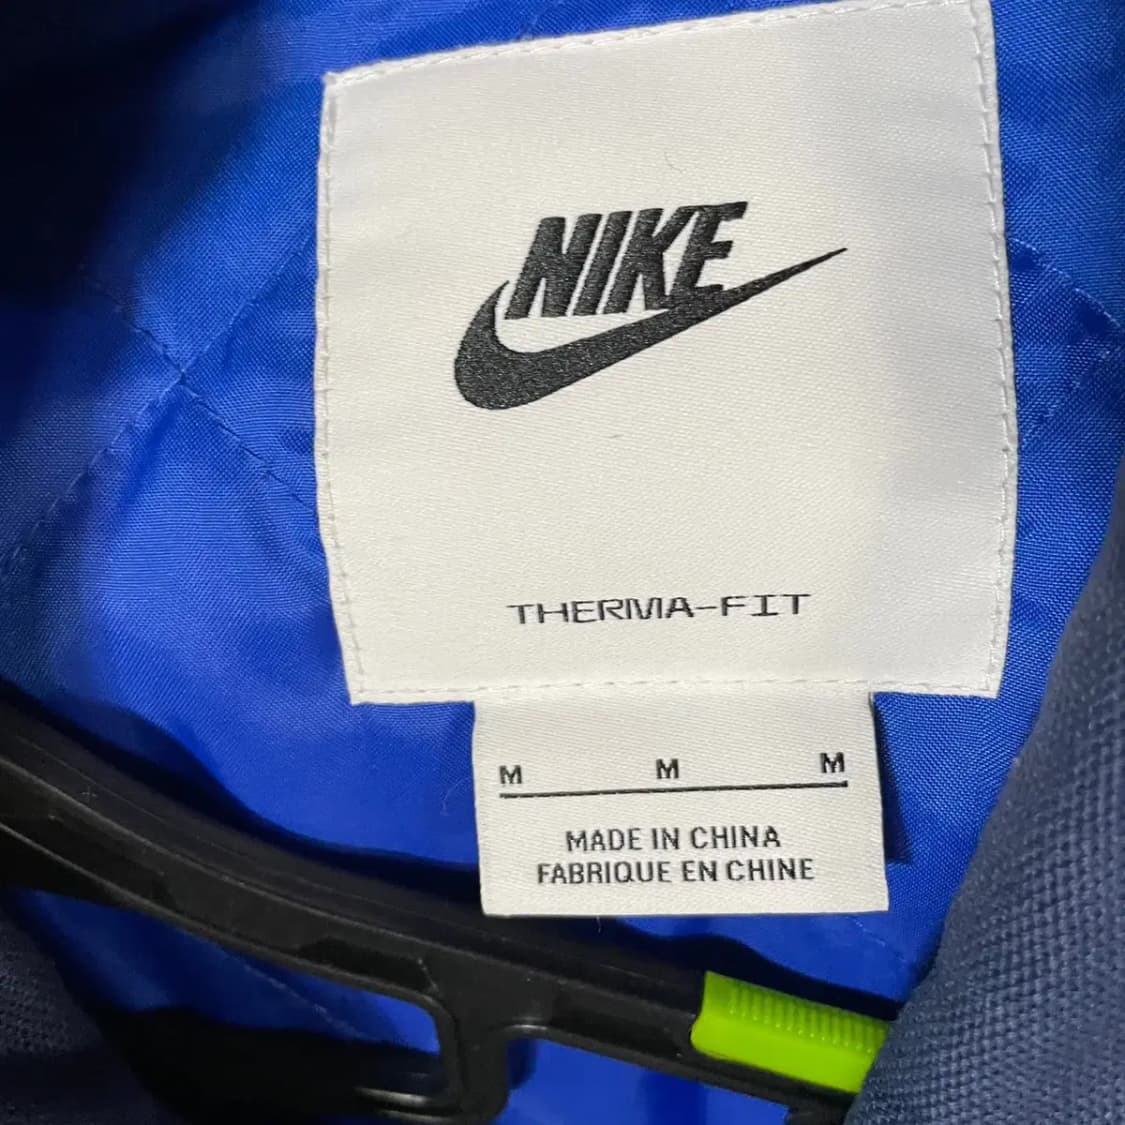 NIKE
THERMA-FIT
M M M
MADE IN CHINA
FABRIQUE EN CHINE